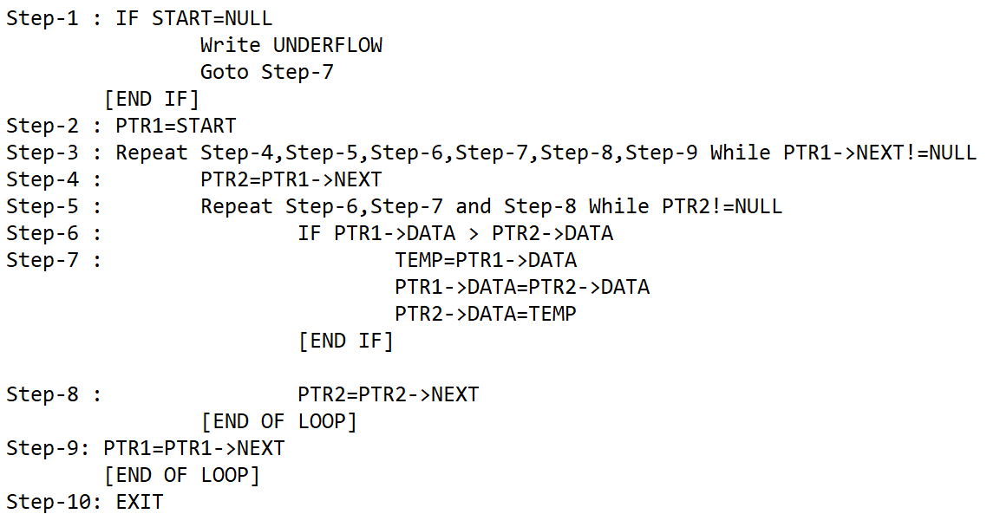 Step-1 : IF START=NULL
Write UNDERFLOW
Goto Step-7
[END IF]
Step-2 : PTR1=START
Step-3 : Repeat Step-4,Step-5,Step-6,Step-7,Step-8,Step-9 While PTR1->NEXT!=NULL
Step-4 : PTR2=PTR1->NEXT
Step-5 : Repeat Step-6,Step-7 and Step-8 While PTR2!=NULL
Step-6 : IF PTR1->DATA > PTR2->DATA
Step-7 : TEMP=PTR1->DATA
PTR1->DATA=PTR2->DATA
PTR2->DATA=TEMP
[END IF]
Step-8 : PTR2=PTR2->NEXT
[END OF LOOP]
Step-9: PTR1=PTR1->NEXT
[END OF LOOP]
Step-10: EXIT